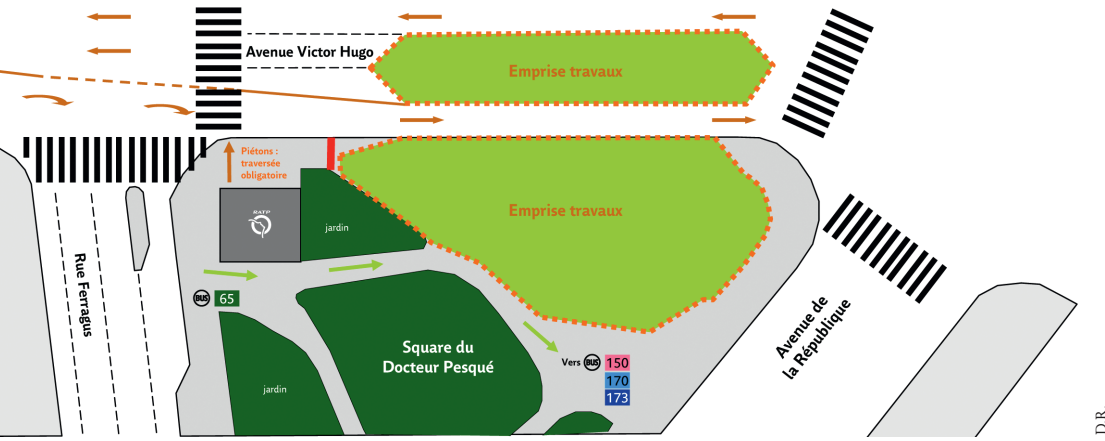 Avenue Victor Hugo
Emprise travaux
Piétons :
traversée
obligatoire
RATP
jardin
Emprise travaux
Rue Ferragus
BUS 65
Square du
Docteur Pesqué
jardin
Vers BUS 150
170
173
Avenue de
la République
D.R.